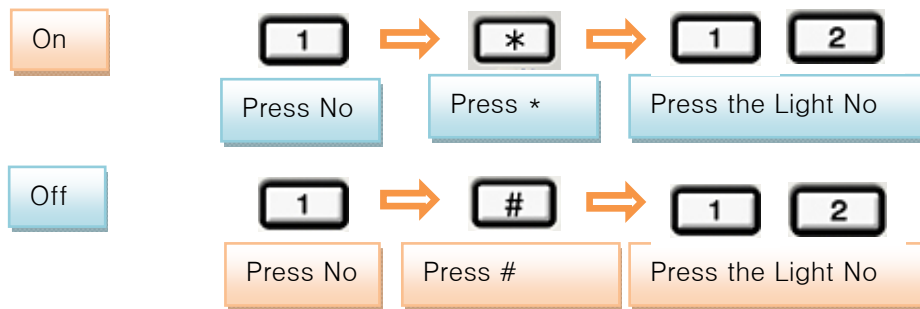 On 1 * 1 2
Press No Press * Press the Light No
Off 1 # 1 2
Press No Press # Press the Light No